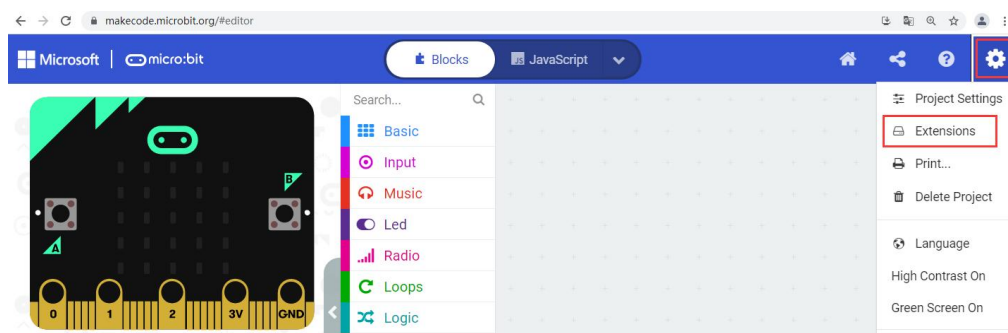 makecode.microbit.org/#editor
Microsoft micro:bit Blocks JS JavaScript
Search...
Basic
Input
Music
Led
Radio
Loops
Logic
B
A
0 1 2 3V GND
Project Settings
Extensions
Print...
Delete Project
Language
High Contrast On
Green Screen On